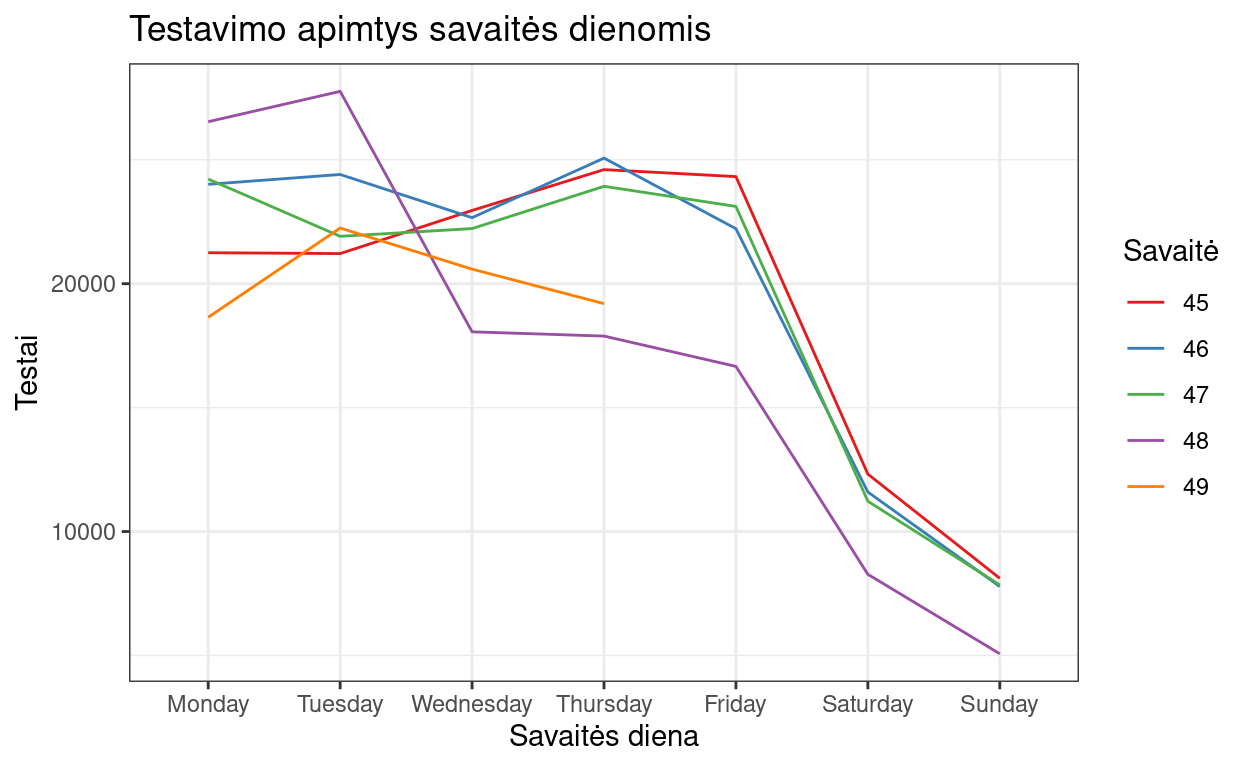 Testavimo apimtys savaitės dienomis
Testai
20000
10000
Monday Tuesday Wednesday Thursday Friday Saturday Sunday
Savaitės diena
Savaitė
45
46
47
48
49